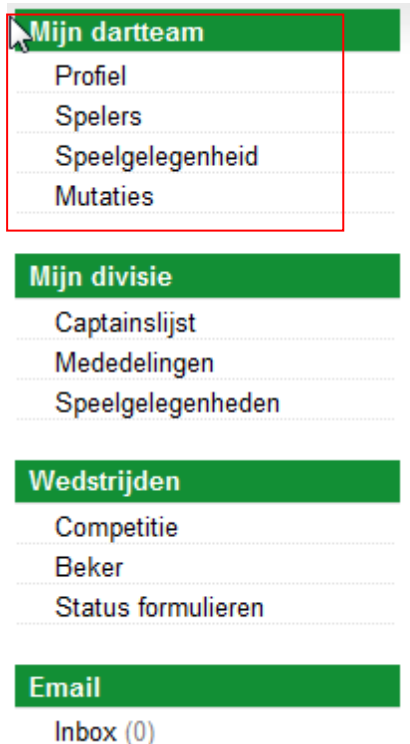 Mijn dartteam
Profiel
Spelers
Speelgelegenheid
Mutaties
Mijn divisie
Captainslijst
Mededelingen
Speelgelegenheden
Wedstrijden
Competitie
Beker
Status formulieren
Email
Inbox (0)